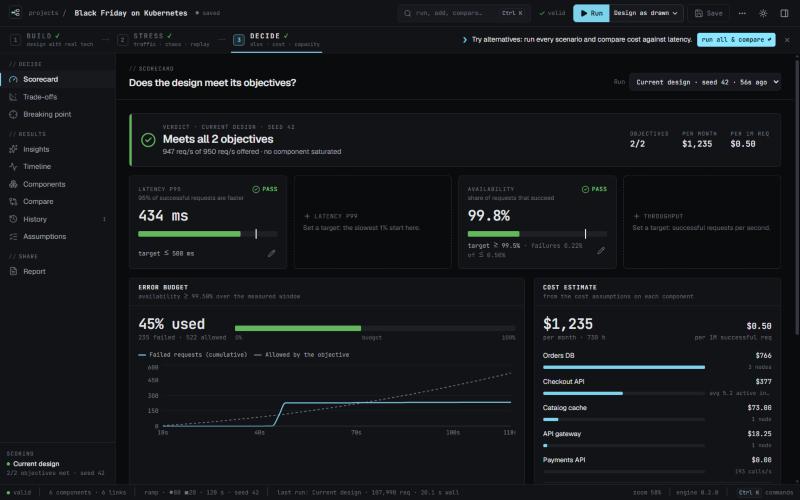 projects / Black Friday on Kubernetes saved
run, add, compare… Ctrl K
valid
Run Design as drawn
Save
1 BUILD ✓
design with real tech
2 STRESS ✓
traffic · chaos · replay
3 DECIDE ✓
slos · cost · capacity
Try alternatives: run every scenario and compare cost against latency.
run all & compare
// DECIDE
Scorecard
Trade-offs
Breaking point
// RESULTS
Insights
Timeline
Components
Compare
History 1
Assumptions
// SHARE
Report
SCORING
Current design
2/2 objectives met · seed 42
// SCORECARD
Does the design meet its objectives?
Run Current design · seed 42 · 56s ago
VERDICT · CURRENT DESIGN · SEED 42
Meets all 2 objectives
947 req/s of 950 req/s offered · no component saturated
OBJECTIVES
2/2
PER MONTH
$1,235
PER 1M REQ
$0.50
LATENCY P95 PASS
95% of successful requests are faster
434 ms
target ≤ 500 ms
+ LATENCY P99
Set a target: the slowest 1% start here.
AVAILABILITY PASS
share of requests that succeed
99.8%
target ≥ 99.5% · failures 0.22%
of ≤ 0.50%
+ THROUGHPUT
Set a target: successful requests per second.
ERROR BUDGET
availability ≥ 99.50% over the measured window
45% used
235 failed · 522 allowed
0% budget 100%
Failed requests (cumulative) Allowed by the objective
600
450
300
150
0
10s 40s 70s 100s
COST ESTIMATE
from the cost assumptions on each component
$1,235
per month · 730 h
$0.50
per 1M successful req
Orders DB $766
3 nodes
Checkout API $377
avg 5.2 active in…
Catalog cache $73.00
1 node
API gateway $18.25
1 node
Payments API $0.00
193 calls/s
valid 6 components · 6 links ramp · 120 s · seed 42 last run: Current design · 107,990 req · 20.1 s wall
zoom 58% engine 0.2.0 Ctrl K command